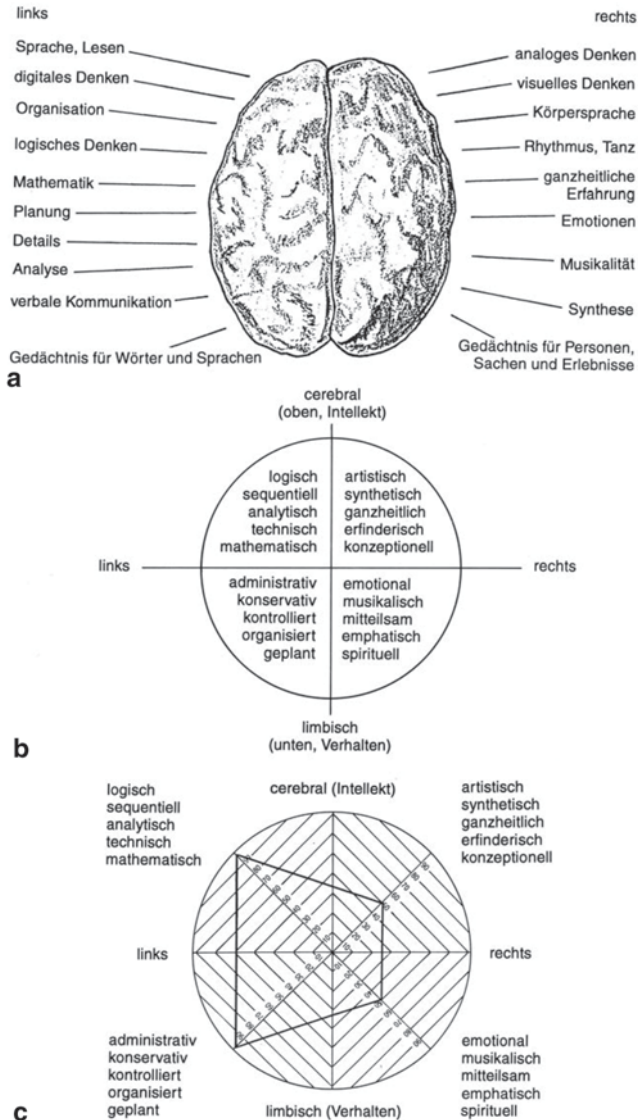 links
rechts
Sprache, Lesen
digitales Denken
Organisation
logisches Denken
Mathematik
Planung
Details
Analyse
verbale Kommunikation
Gedächtnis für Wörter und Sprachen
analoges Denken
visuelles Denken
Körpersprache
Rhythmus, Tanz
ganzheitliche
Erfahrung
Emotionen
Musikalität
Synthese
Gedächtnis für Personen,
Sachen und Erlebnisse
a
cerebral
(oben, Intellekt)
logisch
sequentiell
analytisch
technisch
mathematisch
artistisch
synthetisch
ganzheitlich
erfinderisch
konzeptionell
links
rechts
administrativ
konservativ
kontrolliert
organisiert
geplant
emotional
musikalisch
mitteilsam
emphatisch
spirituell
limbisch
(unten, Verhalten)
b
logisch
sequentiell
analytisch
technisch
mathematisch
cerebral (Intellekt)
artistisch
synthetisch
ganzheitlich
erfinderisch
konzeptionell
links
rechts
administrativ
konservativ
kontrolliert
organisiert
geplant
limbisch (Verhalten)
emotional
musikalisch
mitteilsam
emphatisch
spirituell
c